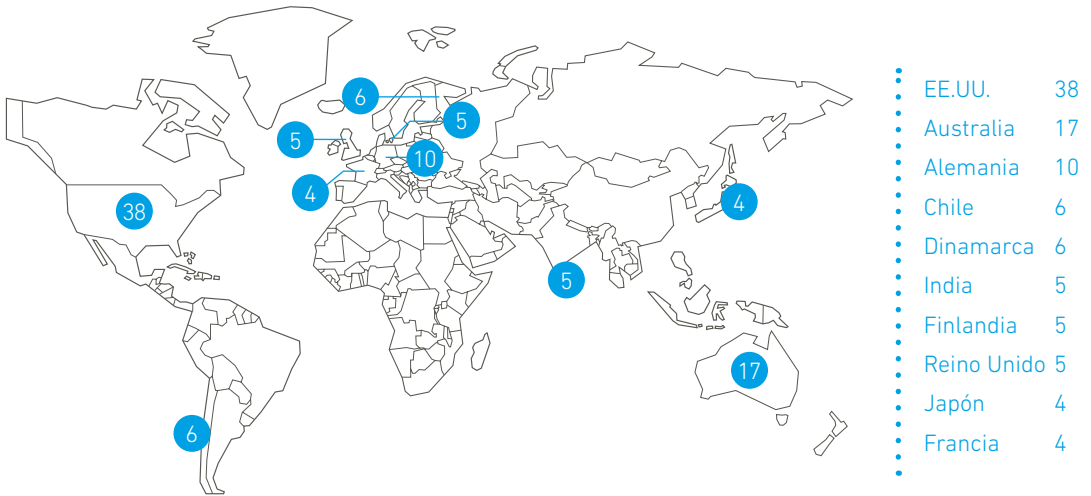 6
5
5
10
4
38
4
5
17
6
EE.UU. 38
Australia 17
Alemania 10
Chile 6
Dinamarca 6
India 5
Finlandia 5
Reino Unido 5
Japón 4
Francia 4